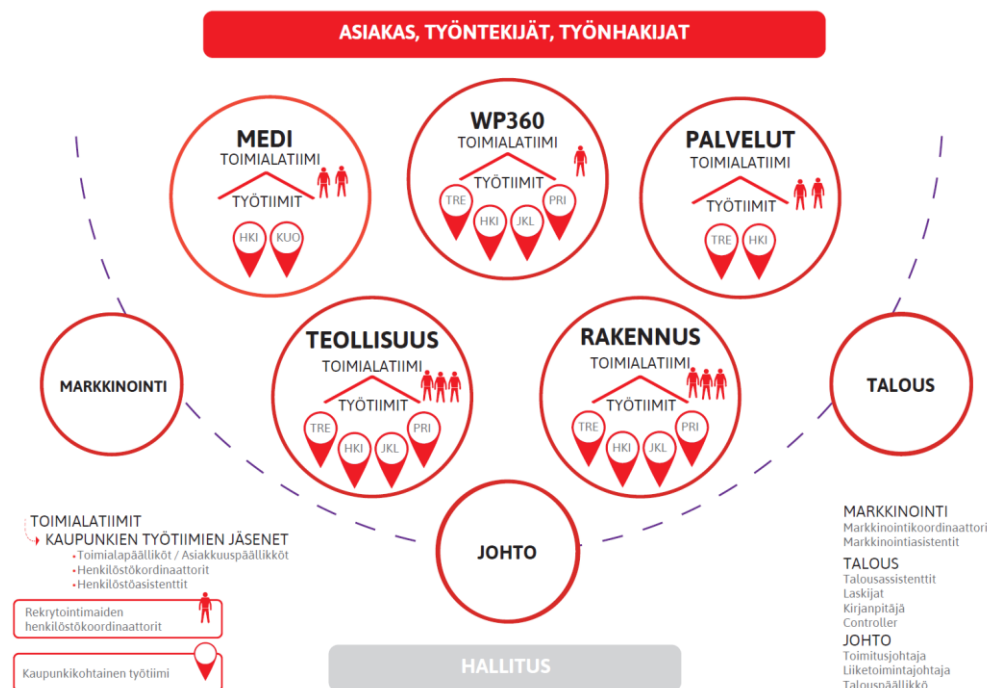 ASIAKAS, TYÖNTEKIJÄT, TYÖNHAKIJAT
MEDI
TOIMIALATIIMI
TYÖTIIMIT
HKI
KUO
WP360
TOIMIALATIIMI
TYÖTIIMIT
TRE
HKI
JKL
PRI
PALVELUT
TOIMIALATIIMI
TYÖTIIMIT
TRE
HKI
TEOLLISUUS
TOIMIALATIIMI
TYÖTIIMIT
TRE
HKI
JKL
PRI
RAKENNUS
TOIMIALATIIMI
TYÖTIIMIT
TRE
HKI
JKL
PRI
MARKKINOINTI
TALOUS
JOHTO
TOIMIALATIIMIT
KAUPUNKIEN TYÖTIIMIEN JÄSENET
•Toimialapäälliköt / Asiakkuuspäällikköt
•Henkilöstökordinaattorit
•Henkilöstöasistenttit
Rekrytointimaiden
henkilöstökoordinaattorit
Kaupunkikohtainen työtiimi
HALLITUS
MARKKINOINTI
Markkinointikoordinaattori
Markkinointiasistentit
TALOUS
Talousassistenttit
Laskijat
Kirjanpitäjä
Controller
JOHTO
Toimitusjohtaja
Liiketoimintajohtaja
Talouspäällikkö